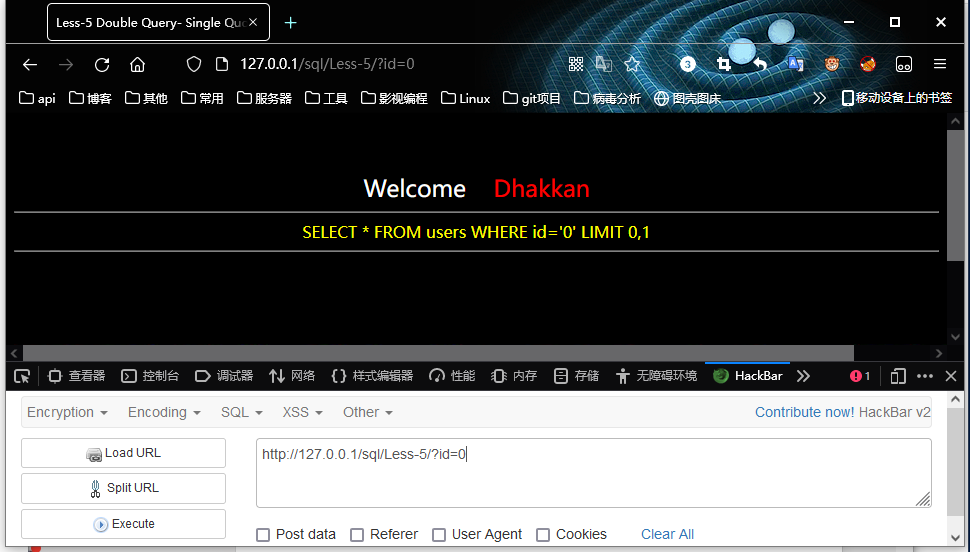 Less-5 Double Query- Single Quo
127.0.0.1/sql/Less-5/?id=0
3
api 博客 其他 常用 服务器 工具 影视编程 Linux git项目 病毒分析 图壳图床 移动设备上的书签
Welcome Dhakkan
SELECT * FROM users WHERE id='0' LIMIT 0,1
查看器 控制台 调试器 网络 样式编辑器 性能 内存 存储 无障碍环境 HackBar 1
Encryption Encoding SQL XSS Other Contribute now! HackBar v2
Load URL
http://127.0.0.1/sql/Less-5/?id=0
Split URL
Execute
Post data Referer User Agent Cookies Clear All